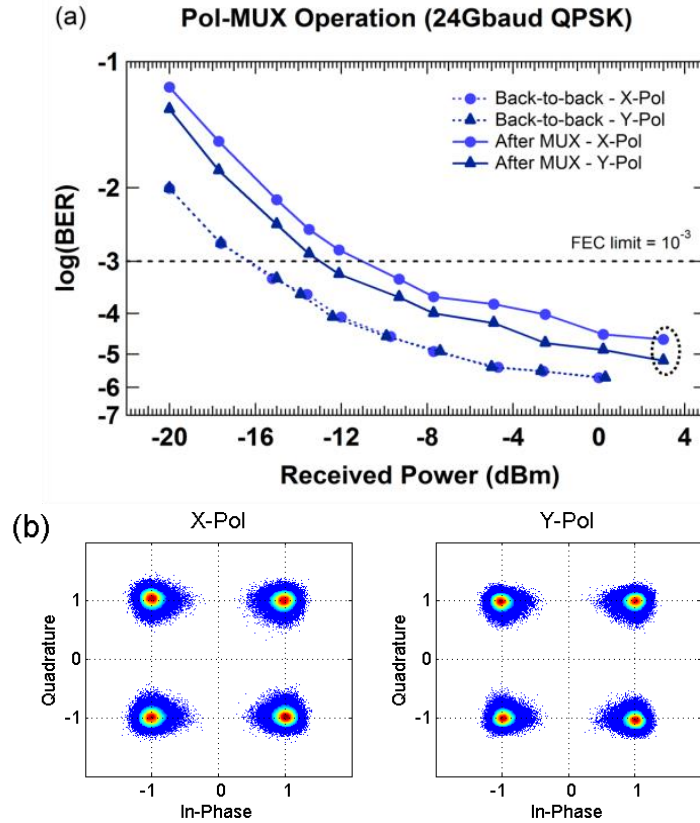 (a)
Pol-MUX Operation (24Gbaud QPSK)
-1
-2
-3
-4
-5
-6
-7
log(BER)
Back-to-back - X-Pol
Back-to-back - Y-Pol
After MUX - X-Pol
After MUX - Y-Pol
FEC limit = 10⁻³
-20 -16 -12 -8 -4 0 4
Received Power (dBm)
(b)
X-Pol
Quadrature
1
0
-1
-1 0 1
In-Phase
Y-Pol
Quadrature
1
0
-1
-1 0 1
In-Phase